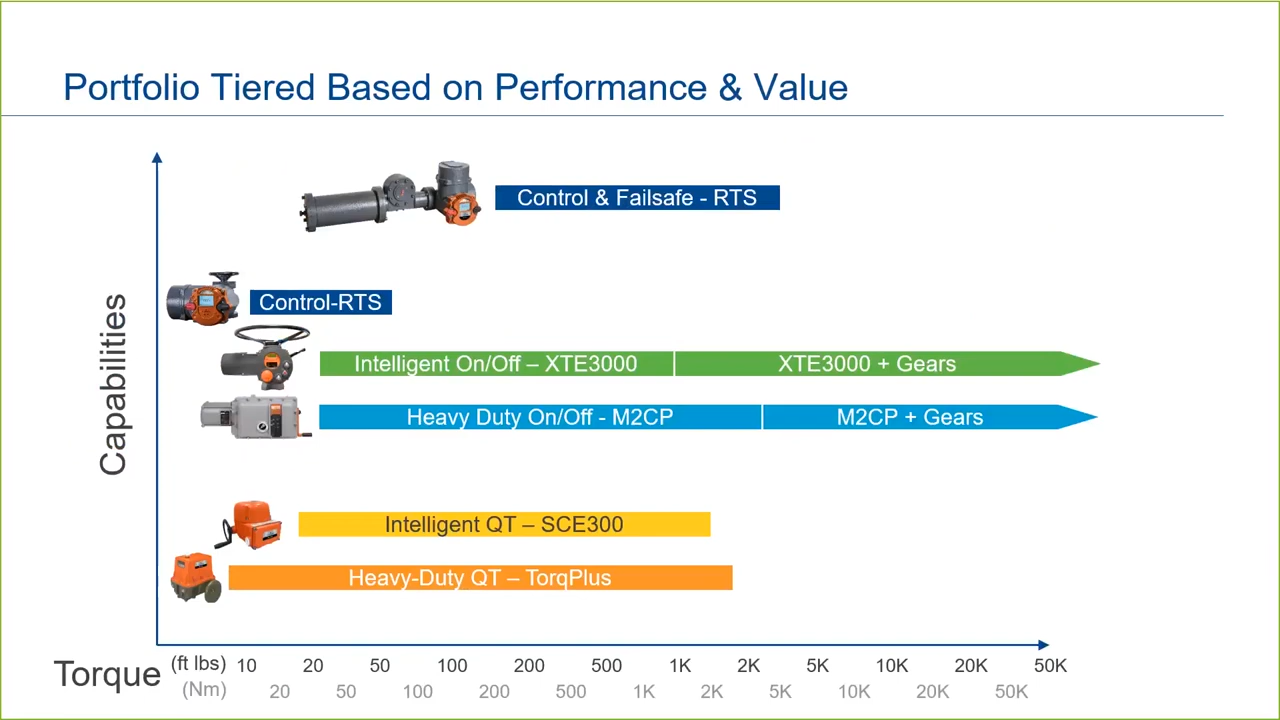 Portfolio Tiered Based on Performance & Value
Control & Failsafe - RTS
Control-RTS
Intelligent On/Off – XTE3000
XTE3000 + Gears
Heavy Duty On/Off - M2CP
M2CP + Gears
Intelligent QT – SCE300
Heavy-Duty QT – TorqPlus
Capabilities
Torque
(ft lbs) 10 20 50 100 200 500 1K 2K 5K 10K 20K 50K
(Nm) 20 50 100 200 500 1K 2K 5K 10K 20K 50K